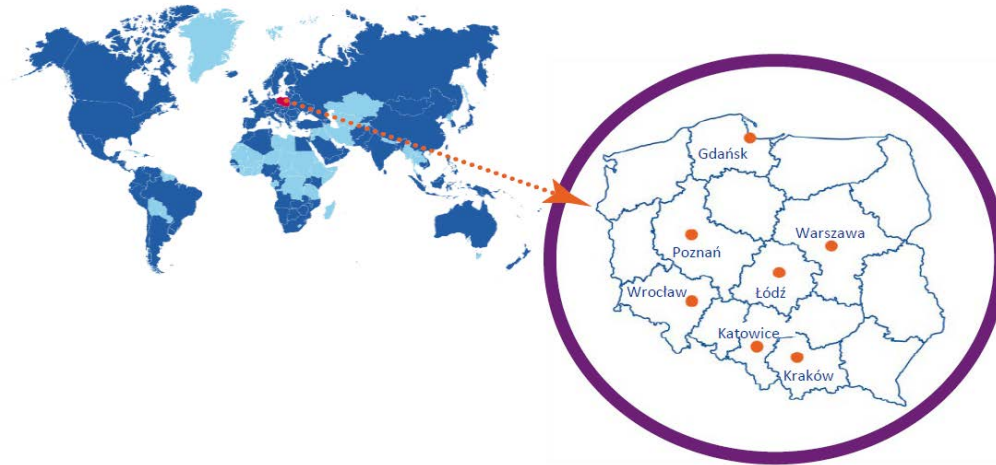 Gdańsk
Warszawa
Poznań
Łódź
Wrocław
Katowice
Kraków